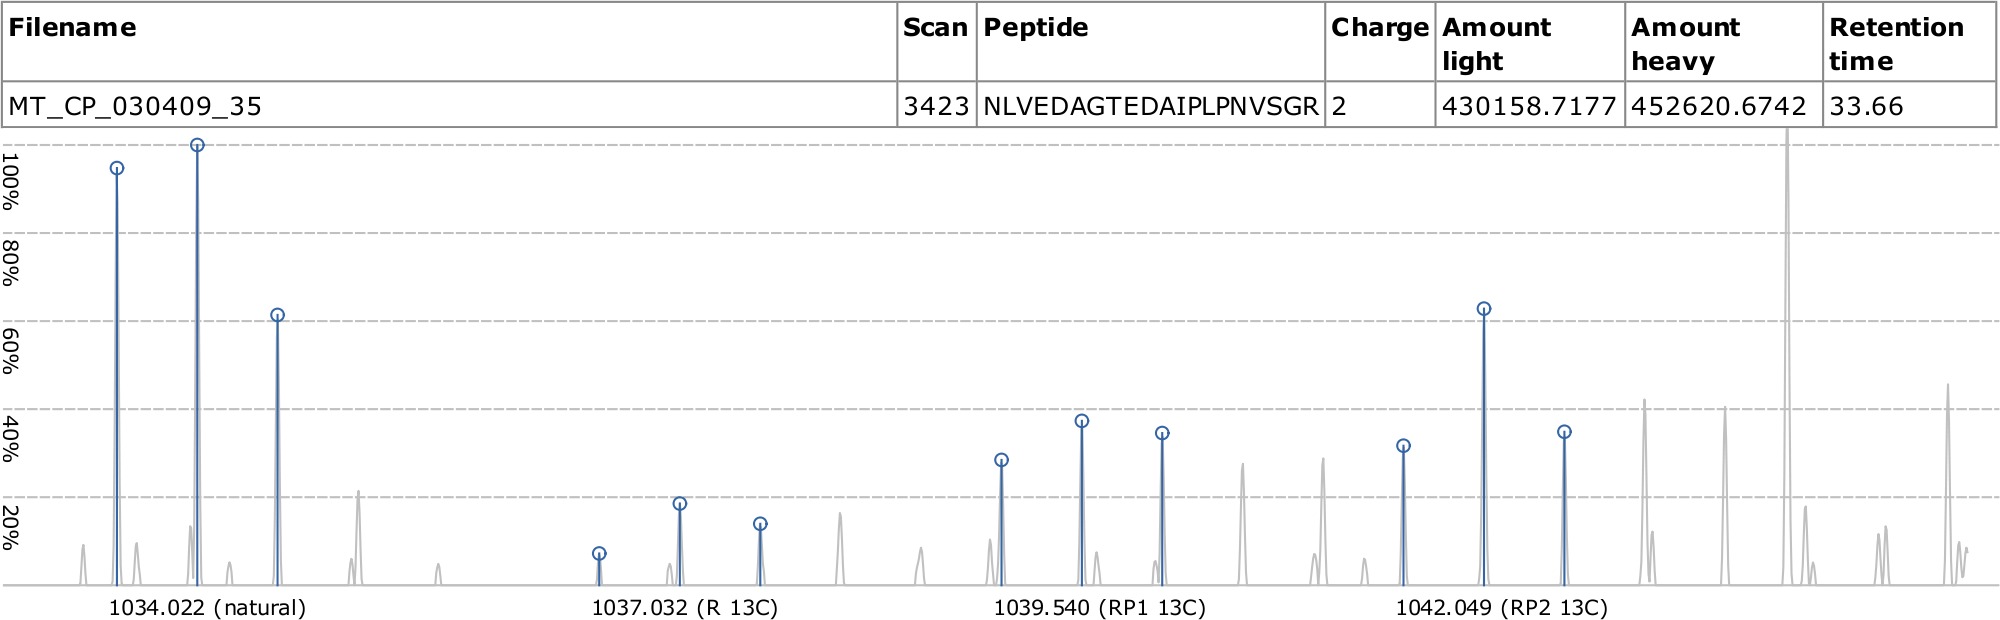 Filename Scan Peptide Charge Amount light Amount heavy Retention time
MT_CP_030409_35 3423 NLVEDAGTEDAIPLPNVSGR 2 430158.7177 452620.6742 33.66
100%
80%
60%
40%
20%
1034.022 (natural) 1037.032 (R 13C) 1039.540 (RP1 13C) 1042.049 (RP2 13C)